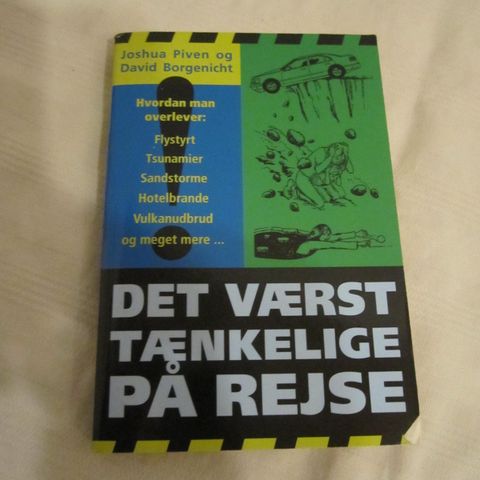 Joshua Piven og
David Borgenicht
Hvordan man
overlever:
Flystyrt
Tsunamier
Sandstorme
Hotelbrande
Vulkanudbrud
og meget mere ...
DET VÆRST
TÆNKELIGE
PÅ REJSE